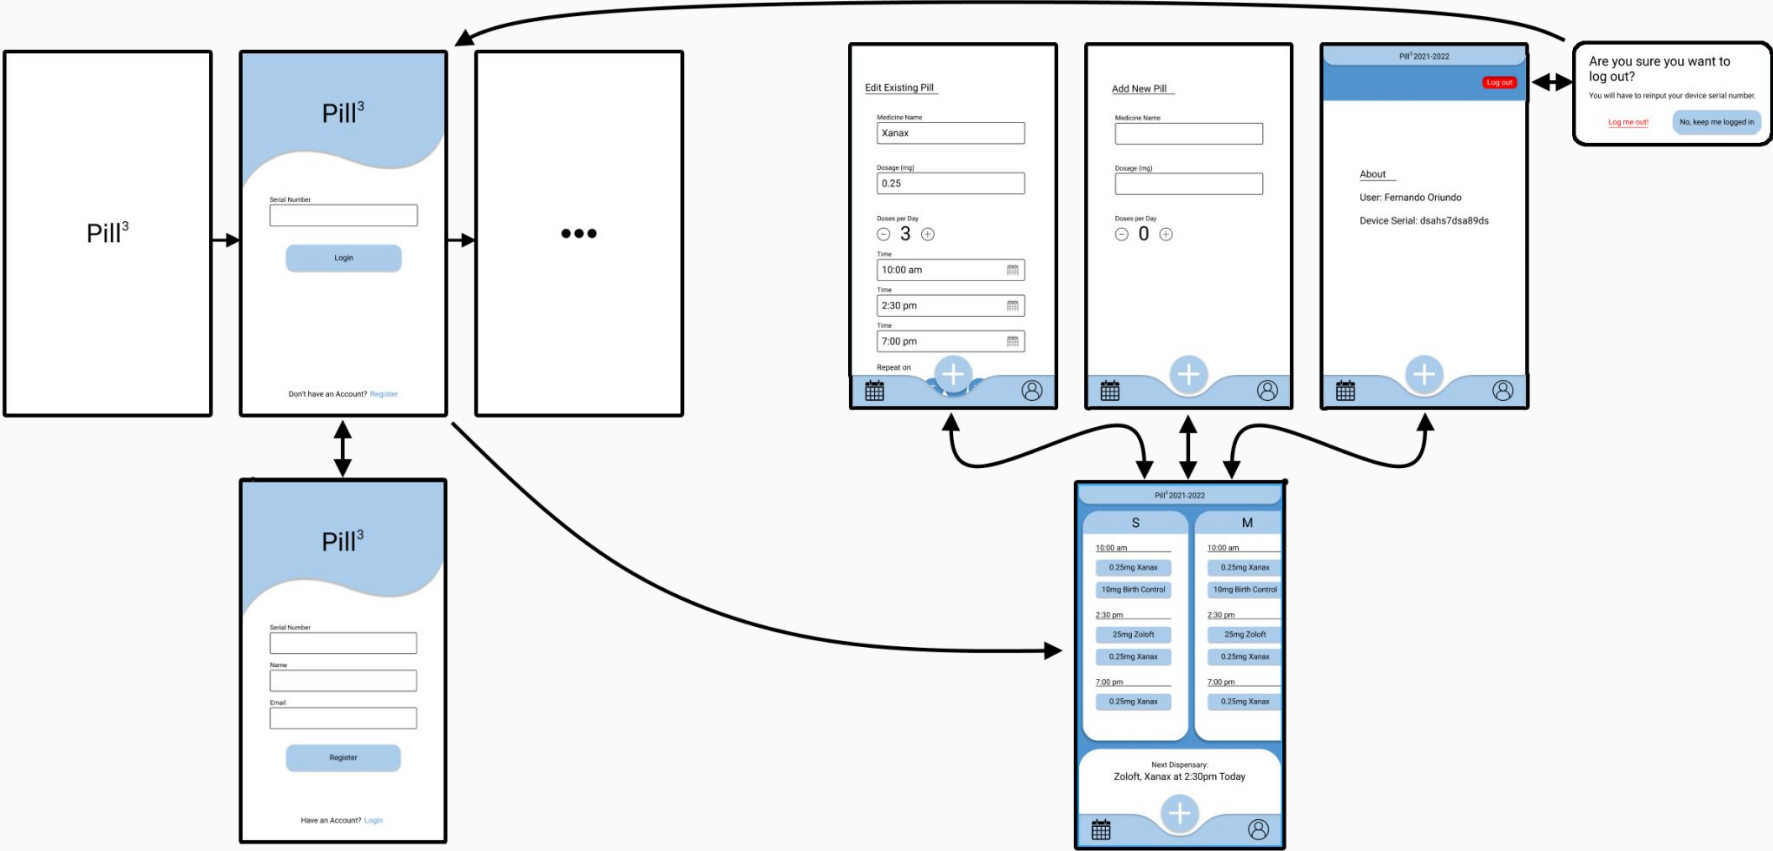 Pill³
Pill³
Serial Number
Login
Don't have an Account? Register
•••
Pill³
Serial Number
Name
Email
Register
Have an Account? Login
Edit Existing Pill
Medicine Name
Xanax
Dosage (mg)
0.25
Doses per Day
- 3 +
Time
10:00 am
Time
2:30 pm
Time
7:00 pm
Repeat on
Add New Pill
Medicine Name
Dosage (mg)
Doses per Day
- 0 +
Pill³ 2021-2022
Log out
About
User: Fernando Oriundo
Device Serial: dsahs7dsa89ds
Are you sure you want to
log out?
You will have to reinput your device serial number.
Log me out!
No, keep me logged in
Pill³ 2021-2022
S
10:00 am
0.25mg Xanax
10mg Birth Control
2:30 pm
25mg Zoloft
0.25mg Xanax
7:00 pm
0.25mg Xanax
M
10:00 am
0.25mg Xanax
10mg Birth Control
2:30 pm
25mg Zoloft
0.25mg Xanax
7:00 pm
0.25mg Xanax
Next Dispensary:
Zoloft, Xanax at 2:30pm Today